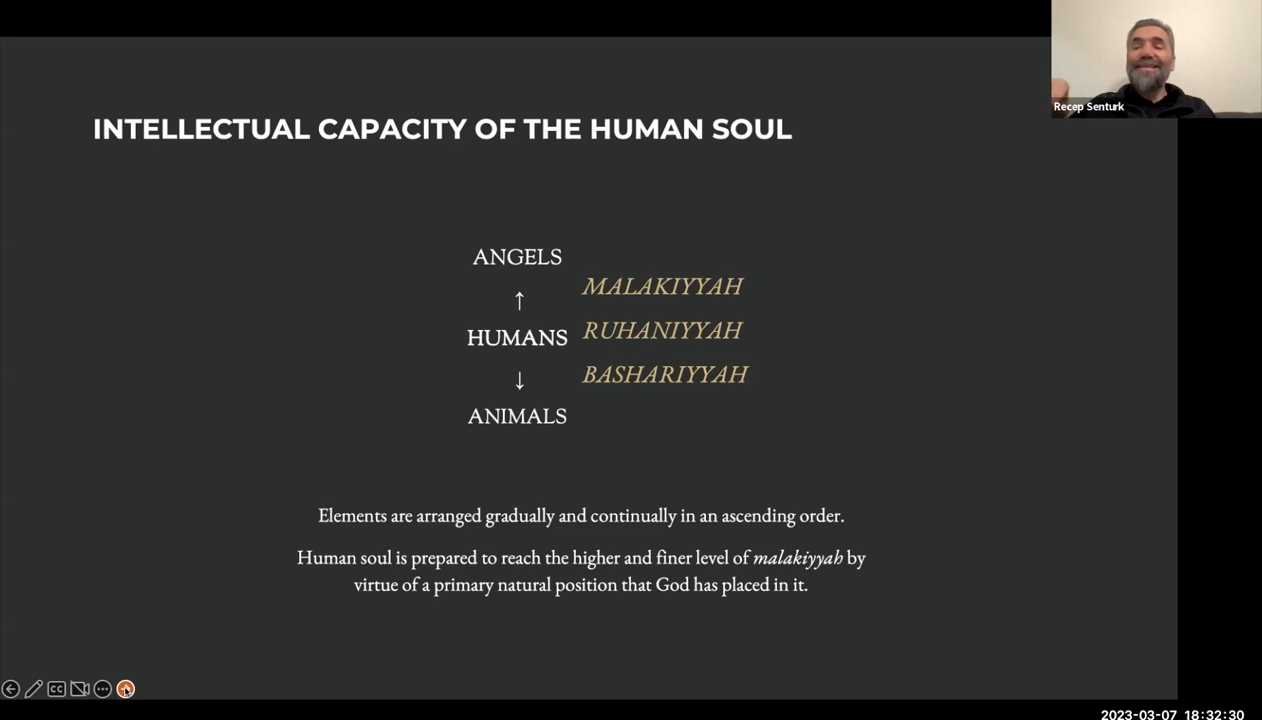 Recep Senturk
INTELLECTUAL CAPACITY OF THE HUMAN SOUL
ANGELS
MALAKIYYAH
↑
HUMANS
RUHANIYYAH
↓
BASHARIYYAH
ANIMALS
Elements are arranged gradually and continually in an ascending order.
Human soul is prepared to reach the higher and finer level of malakiyyah by
virtue of a primary natural position that God has placed in it.
CC
2023-03-07 18:32:30